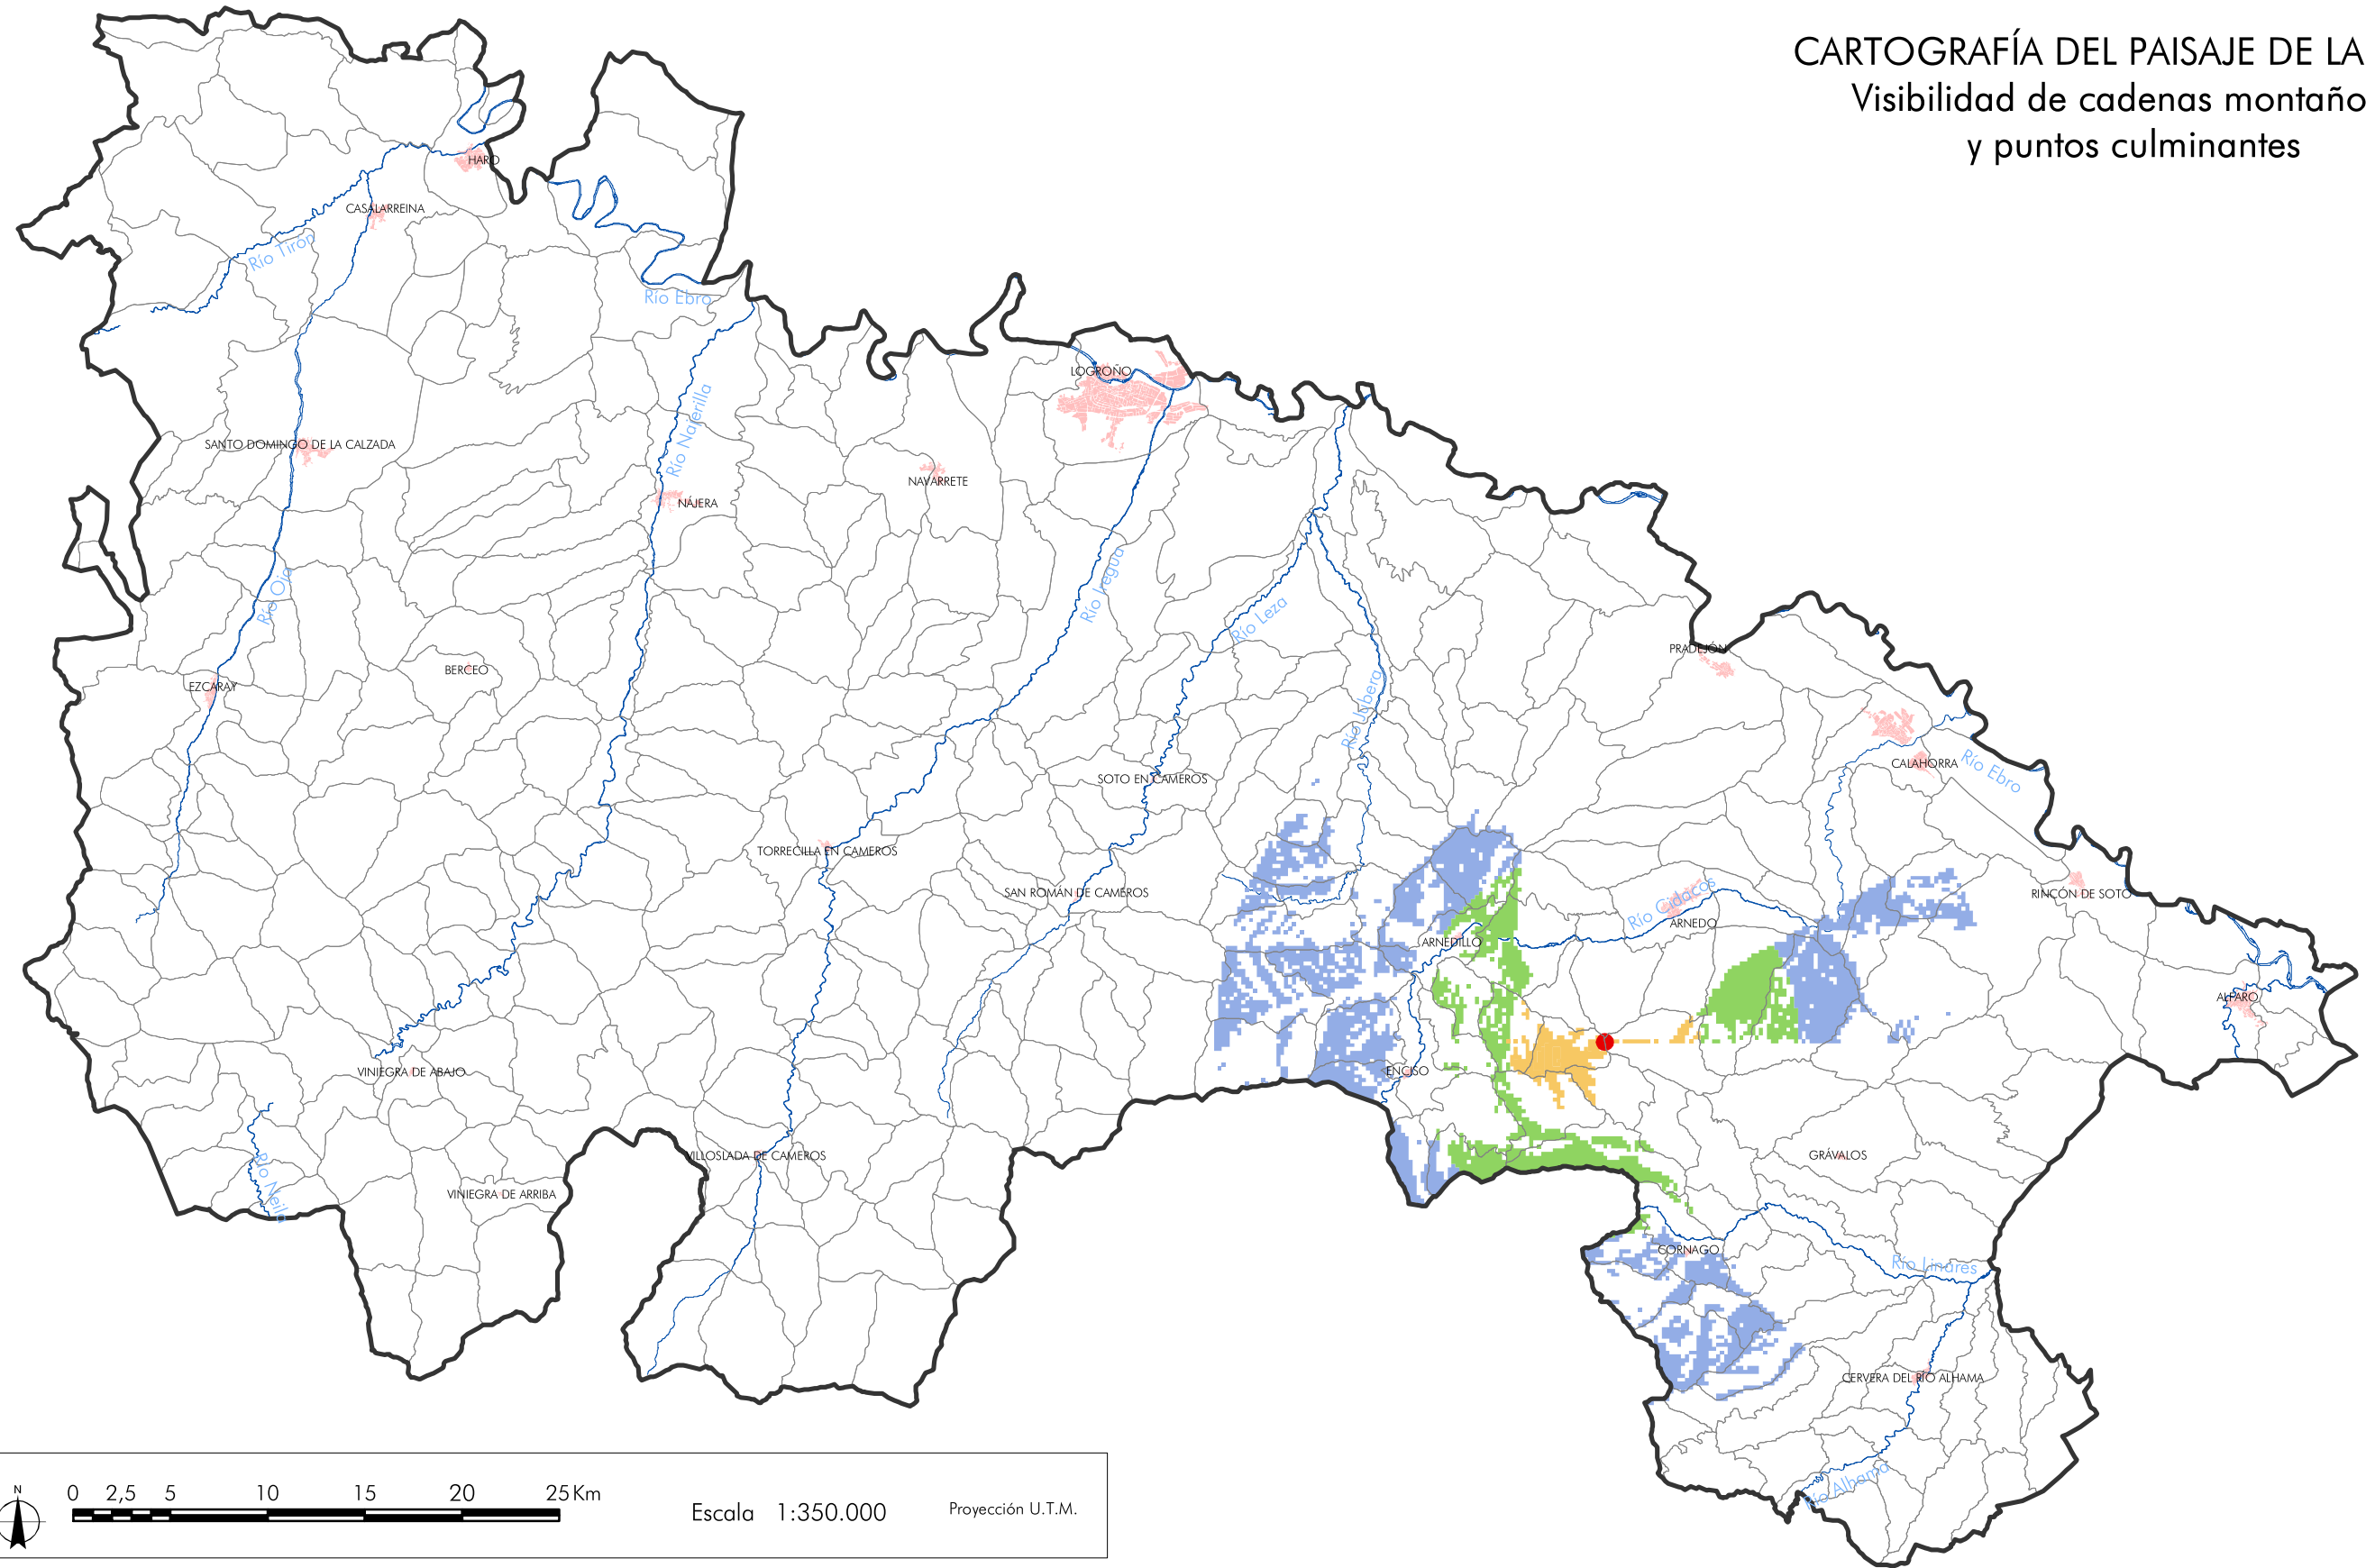 CARTOGRAFÍA DEL PAISAJE DE LA
Visibilidad de cadenas montaño
y puntos culminantes
HARO
CASALARREINA
Río Tirón
Río Ebro
LOGROÑO
Río Najerilla
SANTO DOMINGO DE LA CALZADA
NAVARRETE
NÁJERA
Río Oja
Río Iregua
Río Leza
PRADEJÓN
BERCEO
EZCARAY
Río Jubera
CALAHORRA
Río Ebro
SOTO EN CAMEROS
TORRECILLA EN CAMEROS
SAN ROMÁN DE CAMEROS
Río Cidacos
RINCÓN DE SOTO
ARNEDO
ARNEDILLO
ALFARO
VINIEGRA DE ABAJO
ENCISO
VILLOSLADA DE CAMEROS
GRÁVALOS
Río Neila
VINIEGRA DE ARRIBA
CORNAGO
Río Linares
CERVERA DEL RÍO ALHAMA
Río Alhama
N
0 2,5 5 10 15 20 25 Km
Escala 1:350.000
Proyección U.T.M.